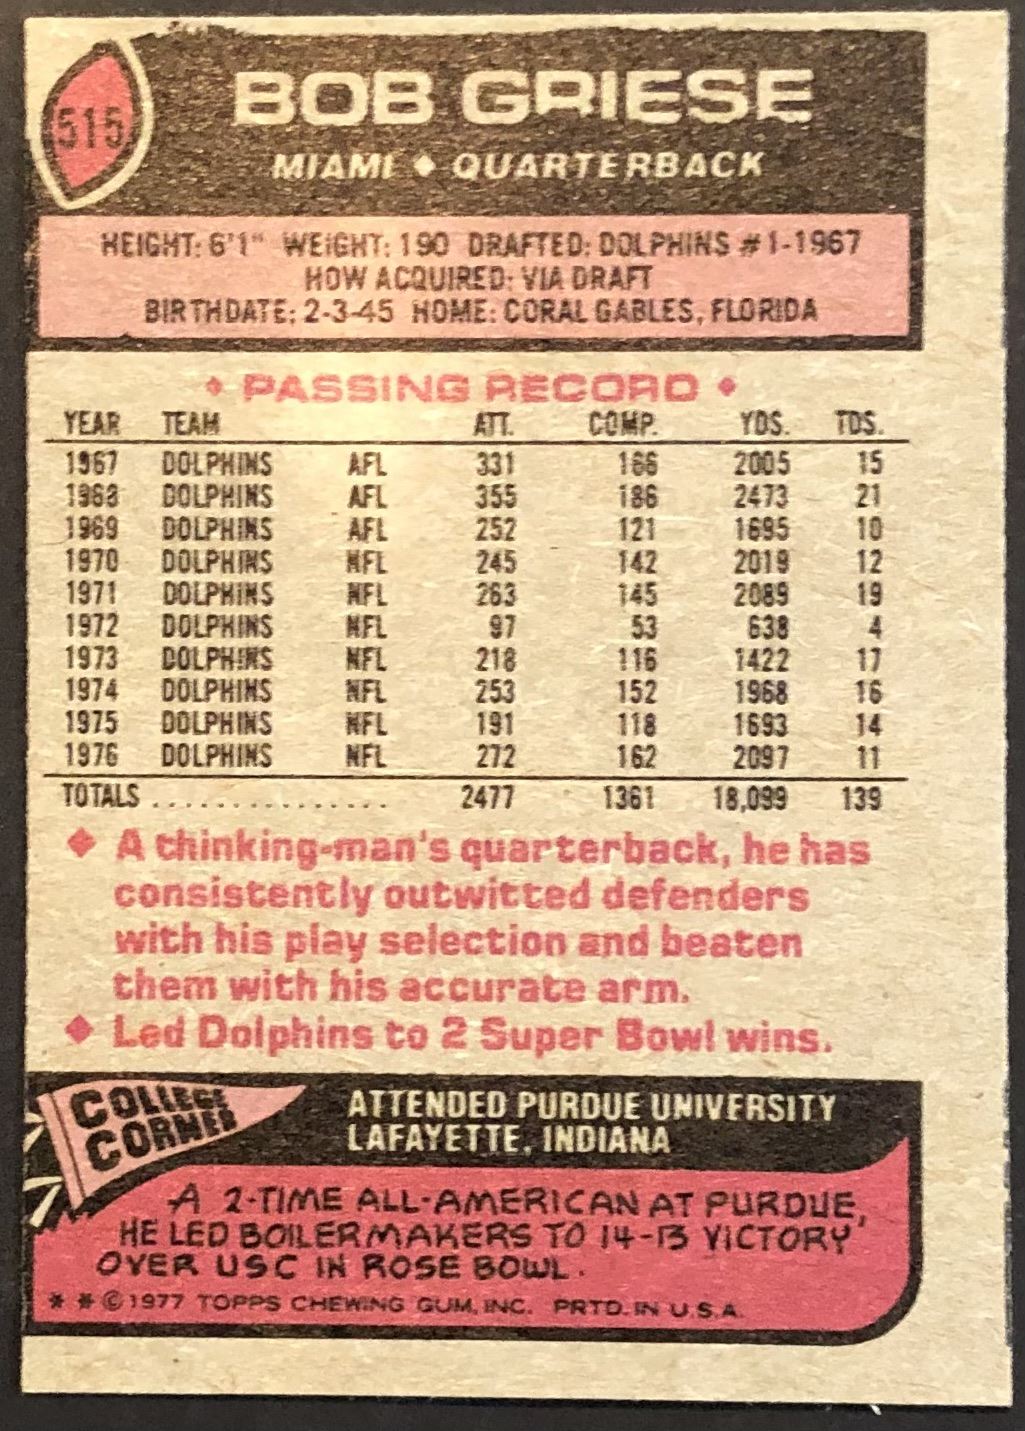 515
BOB GRIESE
MIAMI ♦ QUARTERBACK
HEIGHT: 6'1" WEIGHT: 190 DRAFTED: DOLPHINS #1-1967
HOW ACQUIRED: VIA DRAFT
BIRTHDATE: 2-3-45 HOME: CORAL GABLES, FLORIDA
♦ PASSING RECORD ♦
YEAR TEAM ATT. COMP. YDS. TDS.
1967 DOLPHINS AFL 331 166 2005 15
1968 DOLPHINS AFL 355 186 2473 21
1969 DOLPHINS AFL 252 121 1695 10
1970 DOLPHINS NFL 245 142 2019 12
1971 DOLPHINS NFL 263 145 2089 19
1972 DOLPHINS NFL 97 53 638 4
1973 DOLPHINS NFL 218 116 1422 17
1974 DOLPHINS NFL 253 152 1968 16
1975 DOLPHINS NFL 191 118 1693 14
1976 DOLPHINS NFL 272 162 2097 11
TOTALS ............... 2477 1361 18,099 139
♦ A thinking-man's quarterback, he has
consistently outwitted defenders
with his play selection and beaten
them with his accurate arm.
♦ Led Dolphins to 2 Super Bowl wins.
COLLEGE
CORNER
ATTENDED PURDUE UNIVERSITY
LAFAYETTE, INDIANA
A 2-TIME ALL-AMERICAN AT PURDUE,
HE LED BOILERMAKERS TO 14-13 VICTORY
OVER USC IN ROSE BOWL.
* * © 1977 TOPPS CHEWING GUM, INC. PRTD. IN U.S.A.